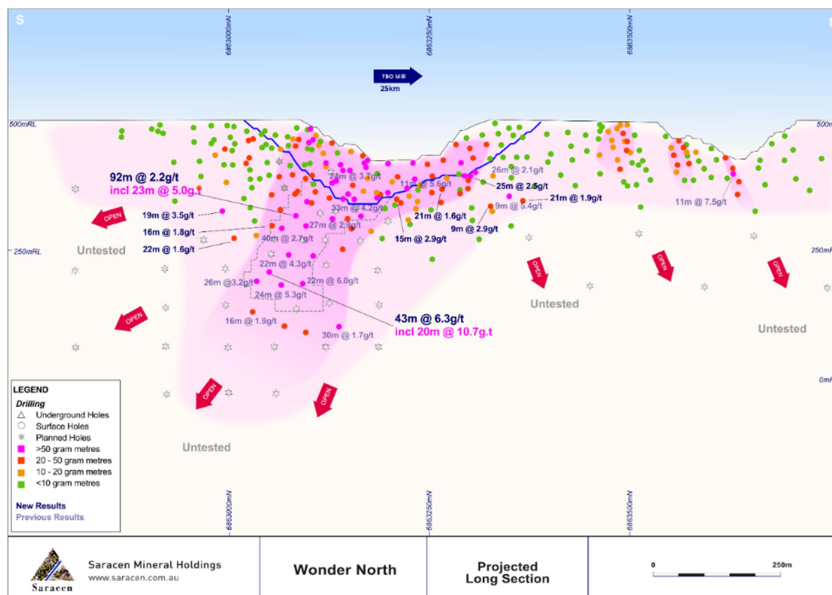 S
6863000mN
6863250mN
6863500mN
TBO Mill
25km
500mRL
500mRL
92m @ 2.2g/t
incl 23m @ 5.0g.t
26m @ 2.1g/t
25m @ 2.5g/t
21m @ 1.9g/t
11m @ 7.5g/t
19m @ 3.5g/t
9m @ 5.4g/t
21m @ 1.6g/t
16m @ 1.8g/t
9m @ 2.9g/t
15m @ 2.9g/t
22m @ 1.6g/t
40m @ 2.7g/t
OPEN
Untested
250mRL
250mRL
22m @ 4.3g/t
OPEN
OPEN
OPEN
26m @3.2g/t
22m @ 6.0g/t
24m @ 5.3g/t
Untested
OPEN
16m @ 1.9g/t
43m @ 6.3g/t
incl 20m @ 10.7g.t
30m @ 1.7g/t
Untested
OPEN
OPEN
Untested
LEGEND
Drilling
Underground Holes
Surface Holes
Planned Holes
>50 gram metres
20 - 50 gram metres
10 - 20 gram metres
<10 gram metres
New Results
Previous Results
6863000mN
6863250mN
6863500mN
Saracen
Saracen Mineral Holdings
www.saracen.com.au
Wonder North
Projected
Long Section
0
250m